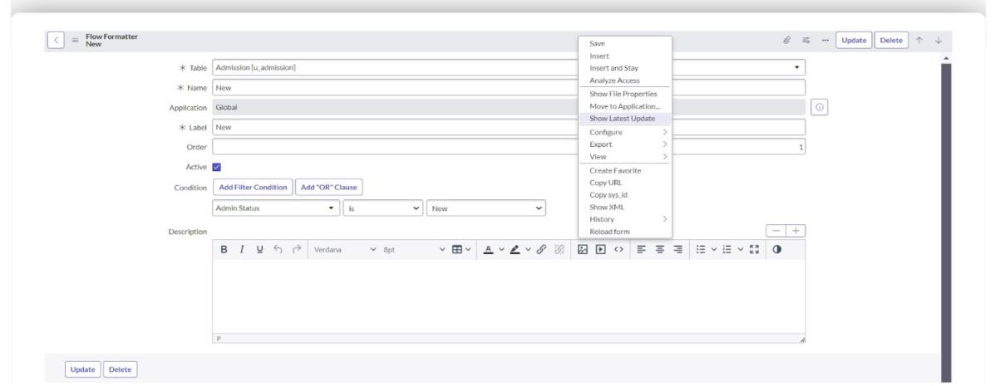 Flow Formatter
New
Update
Delete
Save
Insert
Insert and Stay
Analyze Access
Show File Properties
Move to Application...
Show Latest Update
Configure
Export
View
Create Favorite
Copy URL
Copy sys_id
Show XML
History
Reload form
Table Admission [u_admission]
Name New
Application Global
Label New
Order 1
Active
Condition Add Filter Condition Add "OR" Clause
Admin Status is New
Description
B I U Verdana 8pt A
P
Update Delete